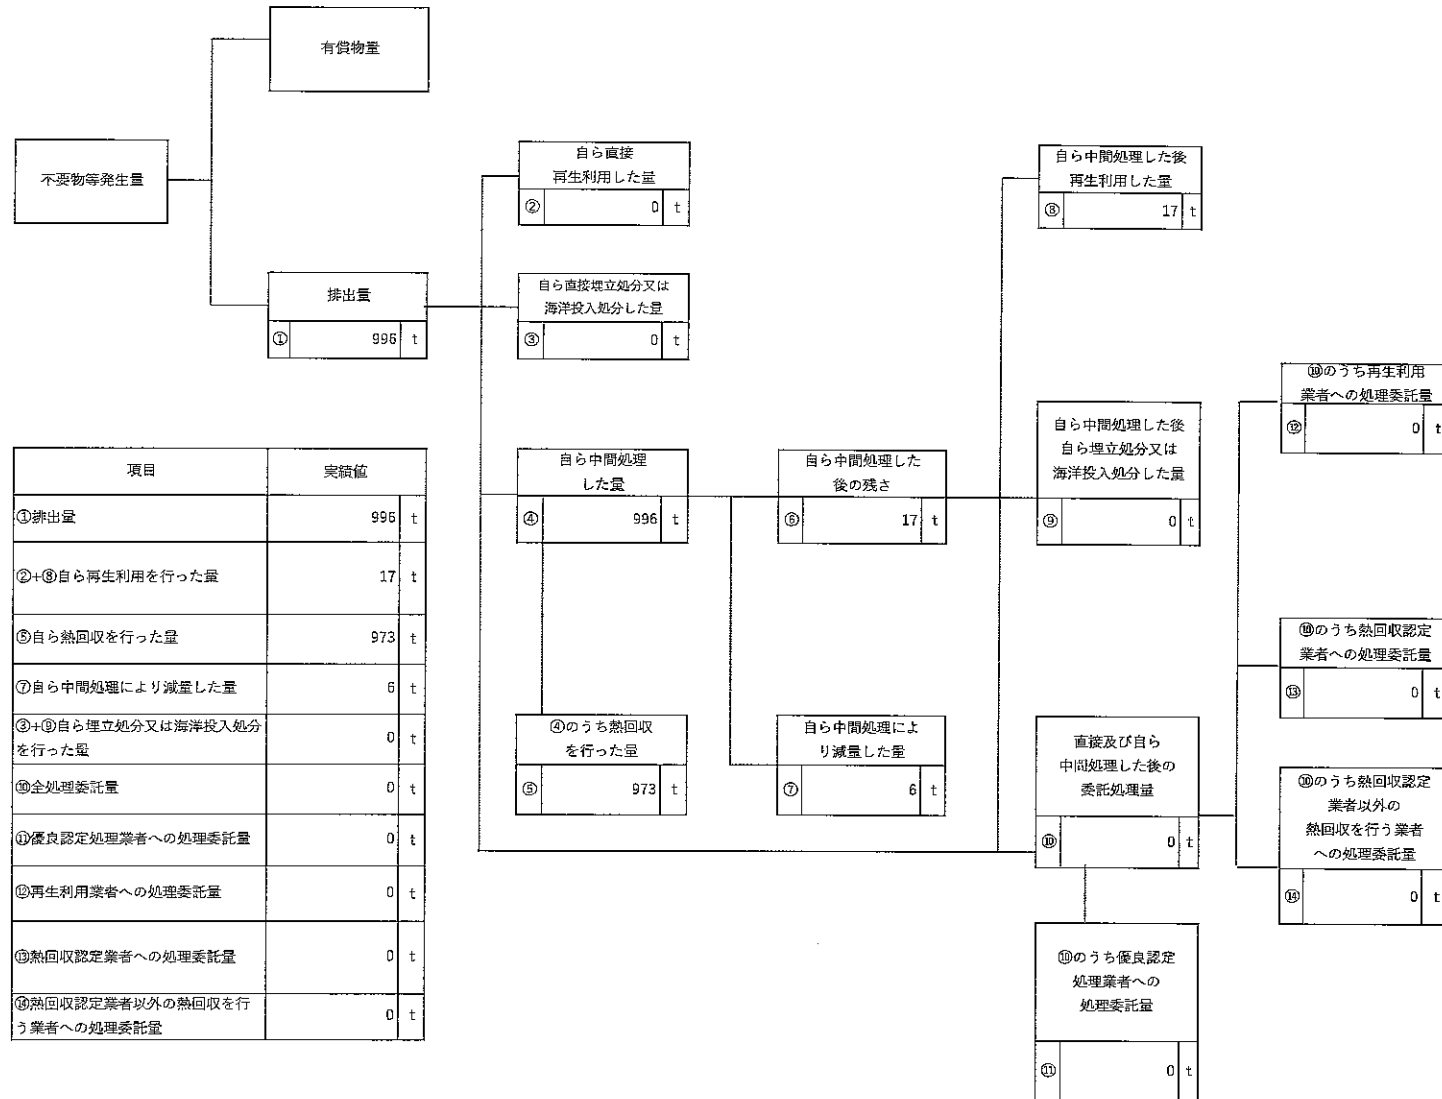 有償物量
不要物等発生量
排出量
① 996 t
自ら直接
再生利用した量
② 0 t
自ら直接埋立処分又は
海洋投入処分した量
③ 0 t
自ら中間処理
した量
④ 996 t
④のうち熱回収
を行った量
⑤ 973 t
自ら中間処理した
後の残さ
⑥ 17 t
自ら中間処理によ
り減量した量
⑦ 6 t
自ら中間処理した後
再生利用した量
⑧ 17 t
自ら中間処理した後
自ら埋立処分又は
海洋投入処分した量
⑨ 0 t
直接及び自ら
中間処理した後の
委託処理量
⑩ 0 t
⑩のうち優良認定
処理業者への
処理委託量
⑪ 0 t
⑩のうち再生利用
業者への処理委託量
⑫ 0 t
⑩のうち熱回収認定
業者への処理委託量
⑬ 0 t
⑩のうち熱回収認定
業者以外の
熱回収を行う業者
への処理委託量
⑭ 0 t
項目 実績値
①排出量 996 t
②+⑧自ら再生利用を行った量 17 t
⑤自ら熱回収を行った量 973 t
⑦自ら中間処理により減量した量 6 t
③+⑨自ら埋立処分又は海洋投入処分
を行った量 0 t
⑩全処理委託量 0 t
⑪優良認定処理業者への処理委託量 0 t
⑫再生利用業者への処理委託量 0 t
⑬熱回収認定業者への処理委託量 0 t
⑭熱回収認定業者以外の熱回収を行
う業者への処理委託量 0 t